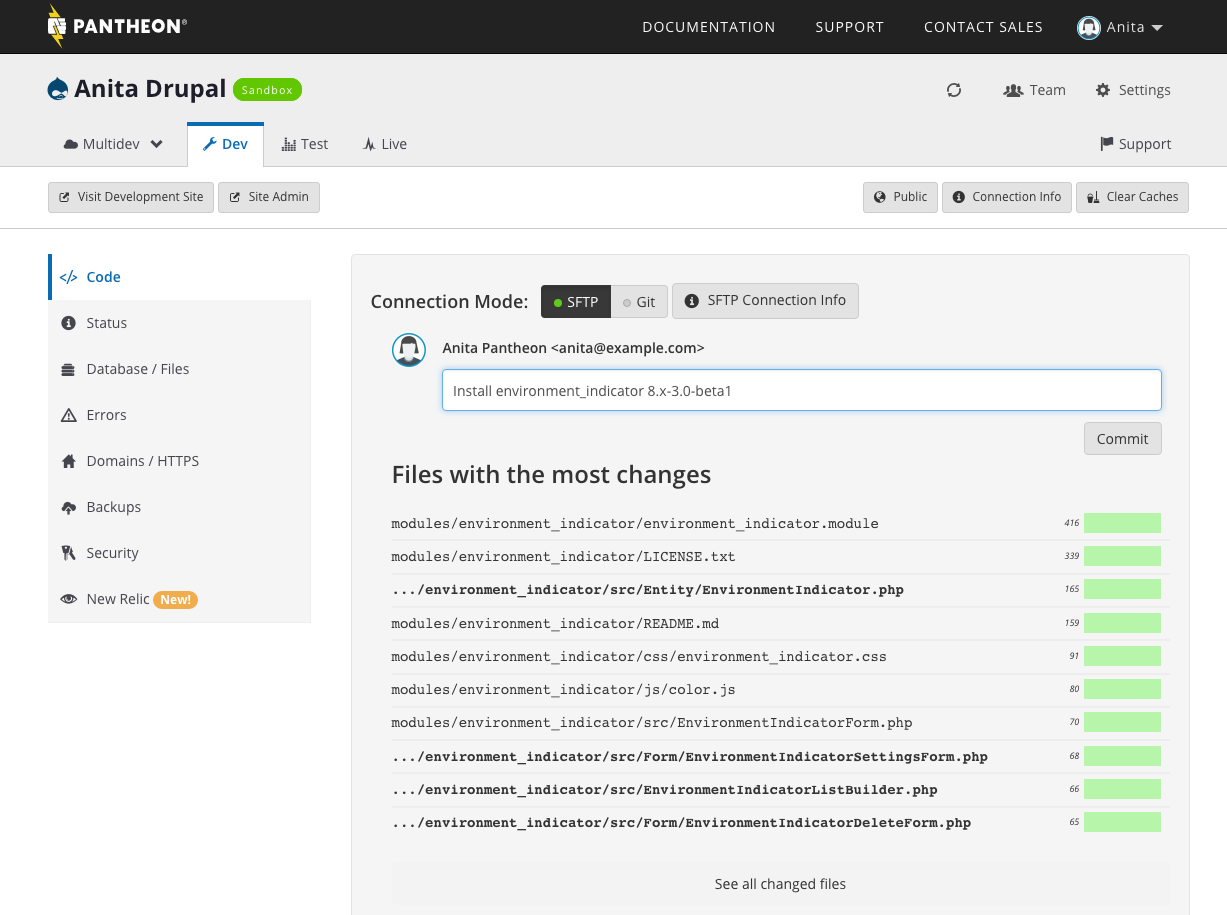 PANTHEON®
DOCUMENTATION SUPPORT CONTACT SALES Anita
Anita Drupal Sandbox
Team Settings
Multidev Dev Test Live Support
Visit Development Site Site Admin Public Connection Info Clear Caches
</> Code
Status
Database / Files
Errors
Domains / HTTPS
Backups
Security
New Relic New!
Connection Mode: SFTP Git SFTP Connection Info
Anita Pantheon <anita@example.com>
Install environment_indicator 8.x-3.0-beta1
Commit
Files with the most changes
modules/environment_indicator/environment_indicator.module 416
modules/environment_indicator/LICENSE.txt 339
.../environment_indicator/src/Entity/EnvironmentIndicator.php 165
modules/environment_indicator/README.md 159
modules/environment_indicator/css/environment_indicator.css 91
modules/environment_indicator/js/color.js 80
modules/environment_indicator/src/EnvironmentIndicatorForm.php 70
.../environment_indicator/src/Form/EnvironmentIndicatorSettingsForm.php 68
.../environment_indicator/src/EnvironmentIndicatorListBuilder.php 66
.../environment_indicator/src/Form/EnvironmentIndicatorDeleteForm.php 65
See all changed files